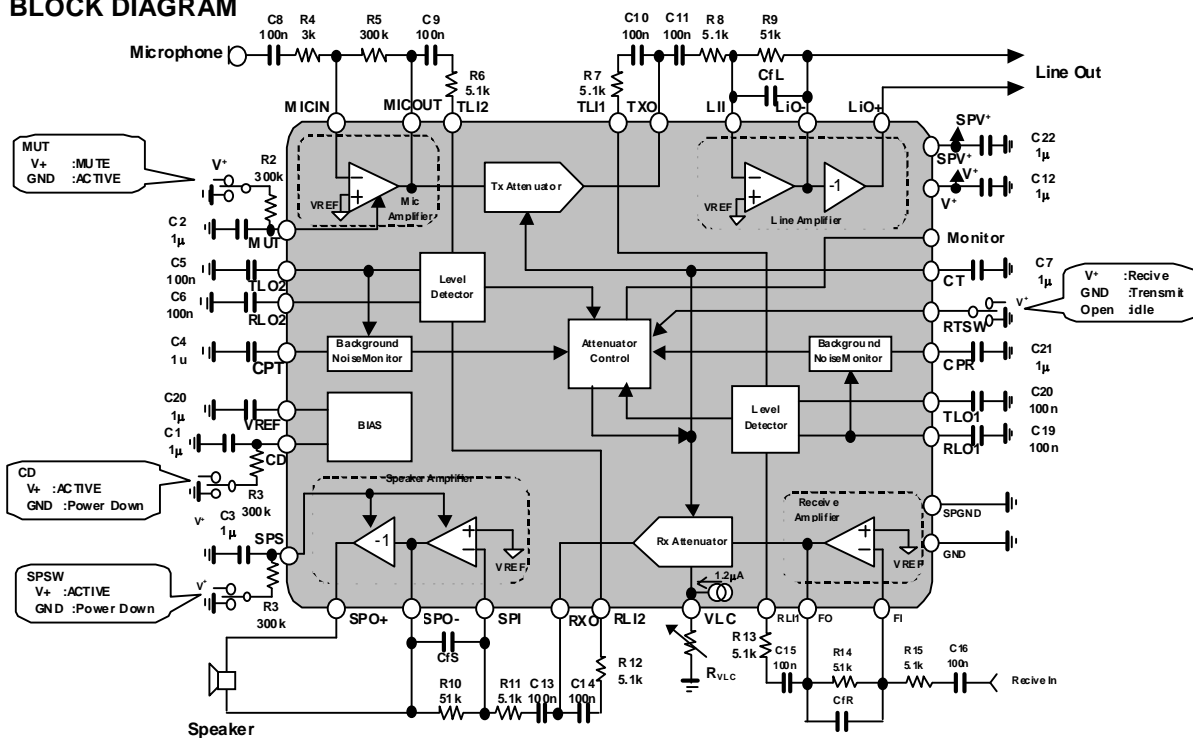 BLOCK DIAGRAM
C8
100n
R4
3k
R5
300k
C9
100n
R6
5.1k
C10
100n
C11
100n
R8
5.1k
R9
51k
R7
5.1k
CfL
Microphone
Line Out
MICIN
MICOUT
TLI2
TLI1
TXO
LII
LiO-
LiO+
MUT
V+ :MUTE
GND :ACTIVE
V+
R2
300k
C2
1μ
MUT
VREF
Mic
Amplifier
Tx Attenuator
VREF
-1
Line Amplifier
SPV+
SPV+
C22
1μ
V+
V+
C12
1μ
Monitor
C5
100n
TLO2
C6
100n
RLO2
Level
Detector
CT
C7
1μ
V+ :Recive
GND :Trensmit
Open :idle
V+
RTSW
C4
1u
CPT
Background
NoiseMonitor
Attenuator
Control
Background
NoiseMonitor
CPR
C21
1μ
C20
1μ
VREF
BIAS
C1
1μ
CD
Level
Detector
TLO1
C20
100n
RLO1
C19
100n
CD
V+ :ACTIVE
GND :Power Down
V+
R3
300k
C3
1μ
SPS
Speaker Amplifier
-1
VREF
Rx Attenuator
Receive
Amplifier
VREF
SPGND
GND
1.2μA
SPSW
V+ :ACTIVE
GND :Power Down
V+
R3
300k
SPO+
SPO-
SPI
RXO
RLI2
VLC
RLI1
FO
FI
CfS
R10
51k
R11
5.1k
C13
100n
C14
100n
R12
5.1k
RVLC
R13
5.1k
C15
100n
R14
5.1k
R15
5.1k
C16
100n
Recive In
CfR
Speaker